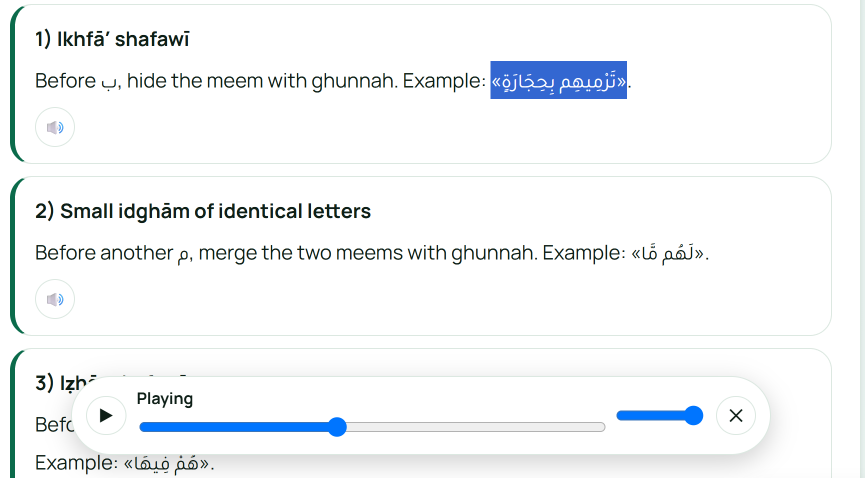 1) Ikhfāʼ shafawī
Before ب, hide the meem with ghunnah. Example: «تَرْمِيهِم بِحِجَارَةٍ».
2) Small idghām of identical letters
Before another م, merge the two meems with ghunnah. Example: «لَهُم مَّا».
3)
Playing
Example: «هُمْ فِيهَا».